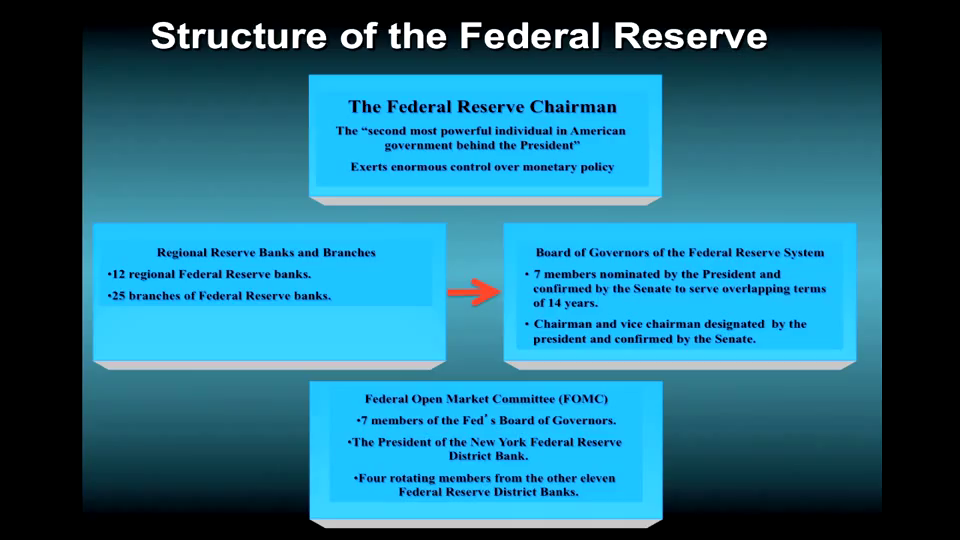 Structure of the Federal Reserve
The Federal Reserve Chairman
The “second most powerful individual in American
government behind the President”
Exerts enormous control over monetary policy
Regional Reserve Banks and Branches
•12 regional Federal Reserve banks.
•25 branches of Federal Reserve banks.
Board of Governors of the Federal Reserve System
• 7 members nominated by the President and
confirmed by the Senate to serve overlapping terms
of 14 years.
• Chairman and vice chairman designated by the
president and confirmed by the Senate.
Federal Open Market Committee (FOMC)
•7 members of the Fed’s Board of Governors.
•The President of the New York Federal Reserve
District Bank.
•Four rotating members from the other eleven
Federal Reserve District Banks.